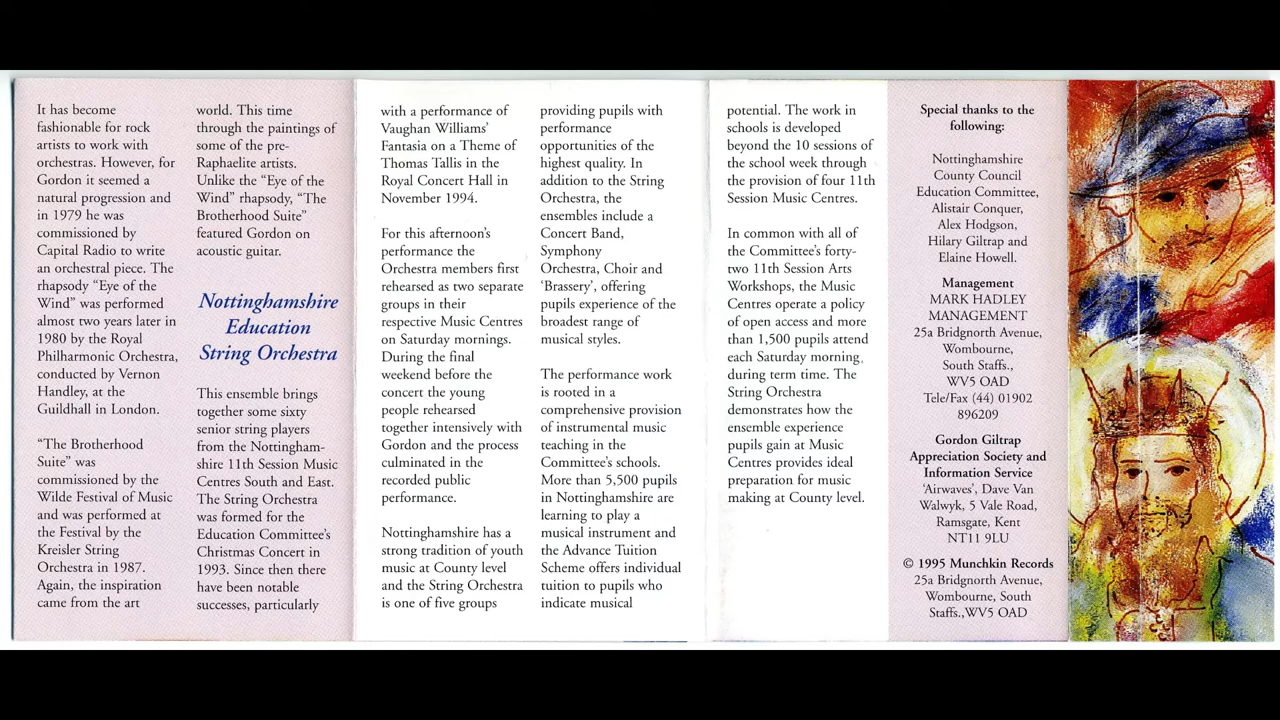 It has become
fashionable for rock
artists to work with
orchestras. However, for
Gordon it seemed a
natural progression and
in 1979 he was
commissioned by
Capital Radio to write
an orchestral piece. The
rhapsody “Eye of the
Wind” was performed
almost two years later in
1980 by the Royal
Philharmonic Orchestra,
conducted by Vernon
Handley, at the
Guildhall in London.
“The Brotherhood
Suite” was
commissioned by the
Wilde Festival of Music
and was performed at
the Festival by the
Kreisler String
Orchestra in 1987.
Again, the inspiration
came from the art
world. This time
through the paintings of
some of the pre-
Raphaelite artists.
Unlike the “Eye of the
Wind” rhapsody, “The
Brotherhood Suite”
featured Gordon on
acoustic guitar.
Nottinghamshire
Education
String Orchestra
This ensemble brings
together some sixty
senior string players
from the Nottingham-
shire 11th Session Music
Centres South and East.
The String Orchestra
was formed for the
Education Committee’s
Christmas Concert in
1993. Since then there
have been notable
successes, particularly
with a performance of
Vaughan Williams’
Fantasia on a Theme of
Thomas Tallis in the
Royal Concert Hall in
November 1994.
For this afternoon’s
performance the
Orchestra members first
rehearsed as two separate
groups in their
respective Music Centres
on Saturday mornings.
During the final
weekend before the
concert the young
people rehearsed
together intensively with
Gordon and the process
culminated in the
recorded public
performance.
Nottinghamshire has a
strong tradition of youth
music at County level
and the String Orchestra
is one of five groups
providing pupils with
performance
opportunities of the
highest quality. In
addition to the String
Orchestra, the
ensembles include a
Concert Band,
Symphony
Orchestra, Choir and
‘Brassery’, offering
pupils experience of the
broadest range of
musical styles.
The performance work
is rooted in a
comprehensive provision
of instrumental music
teaching in the
Committee’s schools.
More than 5,500 pupils
in Nottinghamshire are
learning to play a
musical instrument and
the Advance Tuition
Scheme offers individual
tuition to pupils who
indicate musical
potential. The work in
schools is developed
beyond the 10 sessions of
the school week through
the provision of four 11th
Session Music Centres.
In common with all of
the Committee’s forty-
two 11th Session Arts
Workshops, the Music
Centres operate a policy
of open access and more
than 1,500 pupils attend
each Saturday morning
during term time. The
String Orchestra
demonstrates how the
ensemble experience
pupils gain at Music
Centres provides ideal
preparation for music
making at County level.
Special thanks to the
following:
Nottinghamshire
County Council
Education Committee,
Alistair Conquer,
Alex Hodgson,
Hilary Giltrap and
Elaine Howell.
Management
MARK HADLEY
MANAGEMENT
25a Bridgnorth Avenue,
Wombourne,
South Staffs.,
WV5 OAD
Tele/Fax (44) 01902
896209
Gordon Giltrap
Appreciation Society and
Information Service
‘Airwaves’, Dave Van
Walwyk, 5 Vale Road,
Ramsgate, Kent
NT11 9LU
© 1995 Munchkin Records
25a Bridgnorth Avenue,
Wombourne, South
Staffs.,WV5 OAD